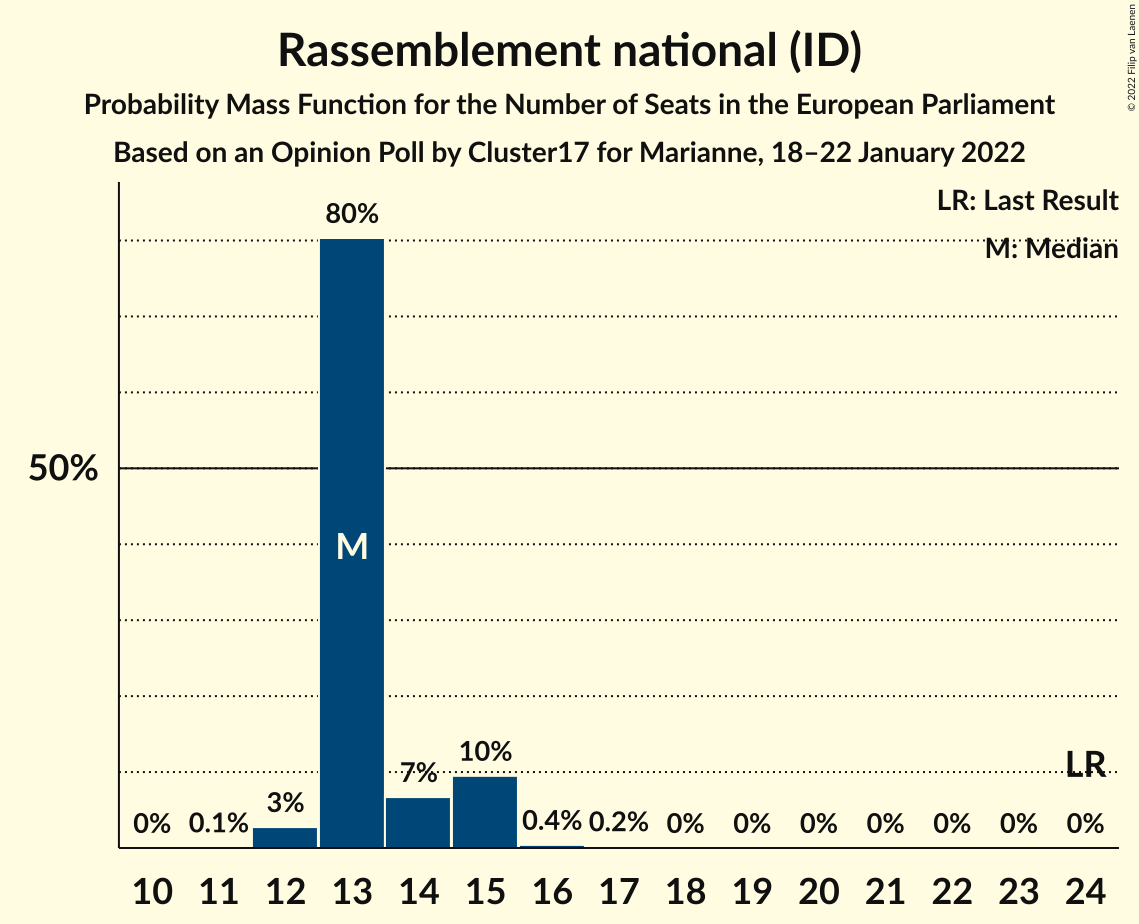 Rassemblement national (ID)
Probability Mass Function for the Number of Seats in the European Parliament
Based on an Opinion Poll by Cluster17 for Marianne, 18–22 January 2022
© 2022 Filip van Laenen
LR: Last Result
M: Median
80%
50%
M
10%
LR
7%
3%
0% 0.1% 0.4% 0.2% 0% 0% 0% 0% 0% 0% 0%
10 11 12 13 14 15 16 17 18 19 20 21 22 23 24